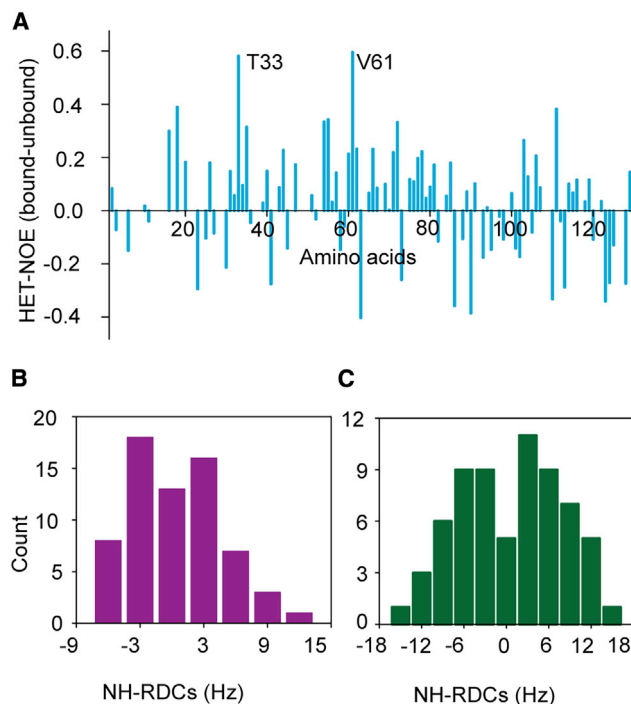 A
HET-NOE (bound-unbound)
0.6
0.4
0.2
0.0
-0.2
-0.4
T33
V61
20 40 60 80 100 120
Amino acids
B
Count
20
15
10
5
0
-9 -3 3 9 15
NH-RDCs (Hz)
C
12
9
6
3
0
-18 -12 -6 0 6 12 18
NH-RDCs (Hz)